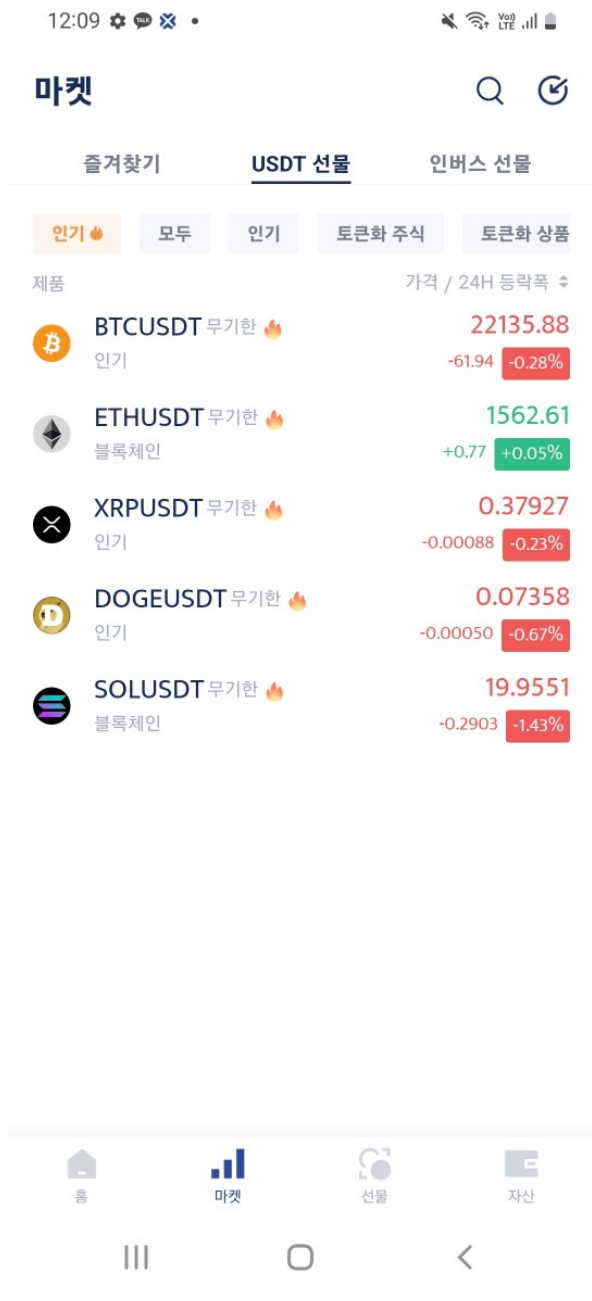 12:09 TALK Vo)) LTE
마켓
즐겨찾기 USDT 선물 인버스 선물
인기 모두 인기 토큰화 주식 토큰화 상품
제품 가격 / 24H 등락폭
BTCUSDT 무기한 22135.88
인기 -61.94 -0.28%
ETHUSDT 무기한 1562.61
블록체인 +0.77 +0.05%
XRPUSDT 무기한 0.37927
인기 -0.00088 -0.23%
DOGEUSDT 무기한 0.07358
인기 -0.00050 -0.67%
SOLUSDT 무기한 19.9551
블록체인 -0.2903 -1.43%
홈 마켓 선물 자산